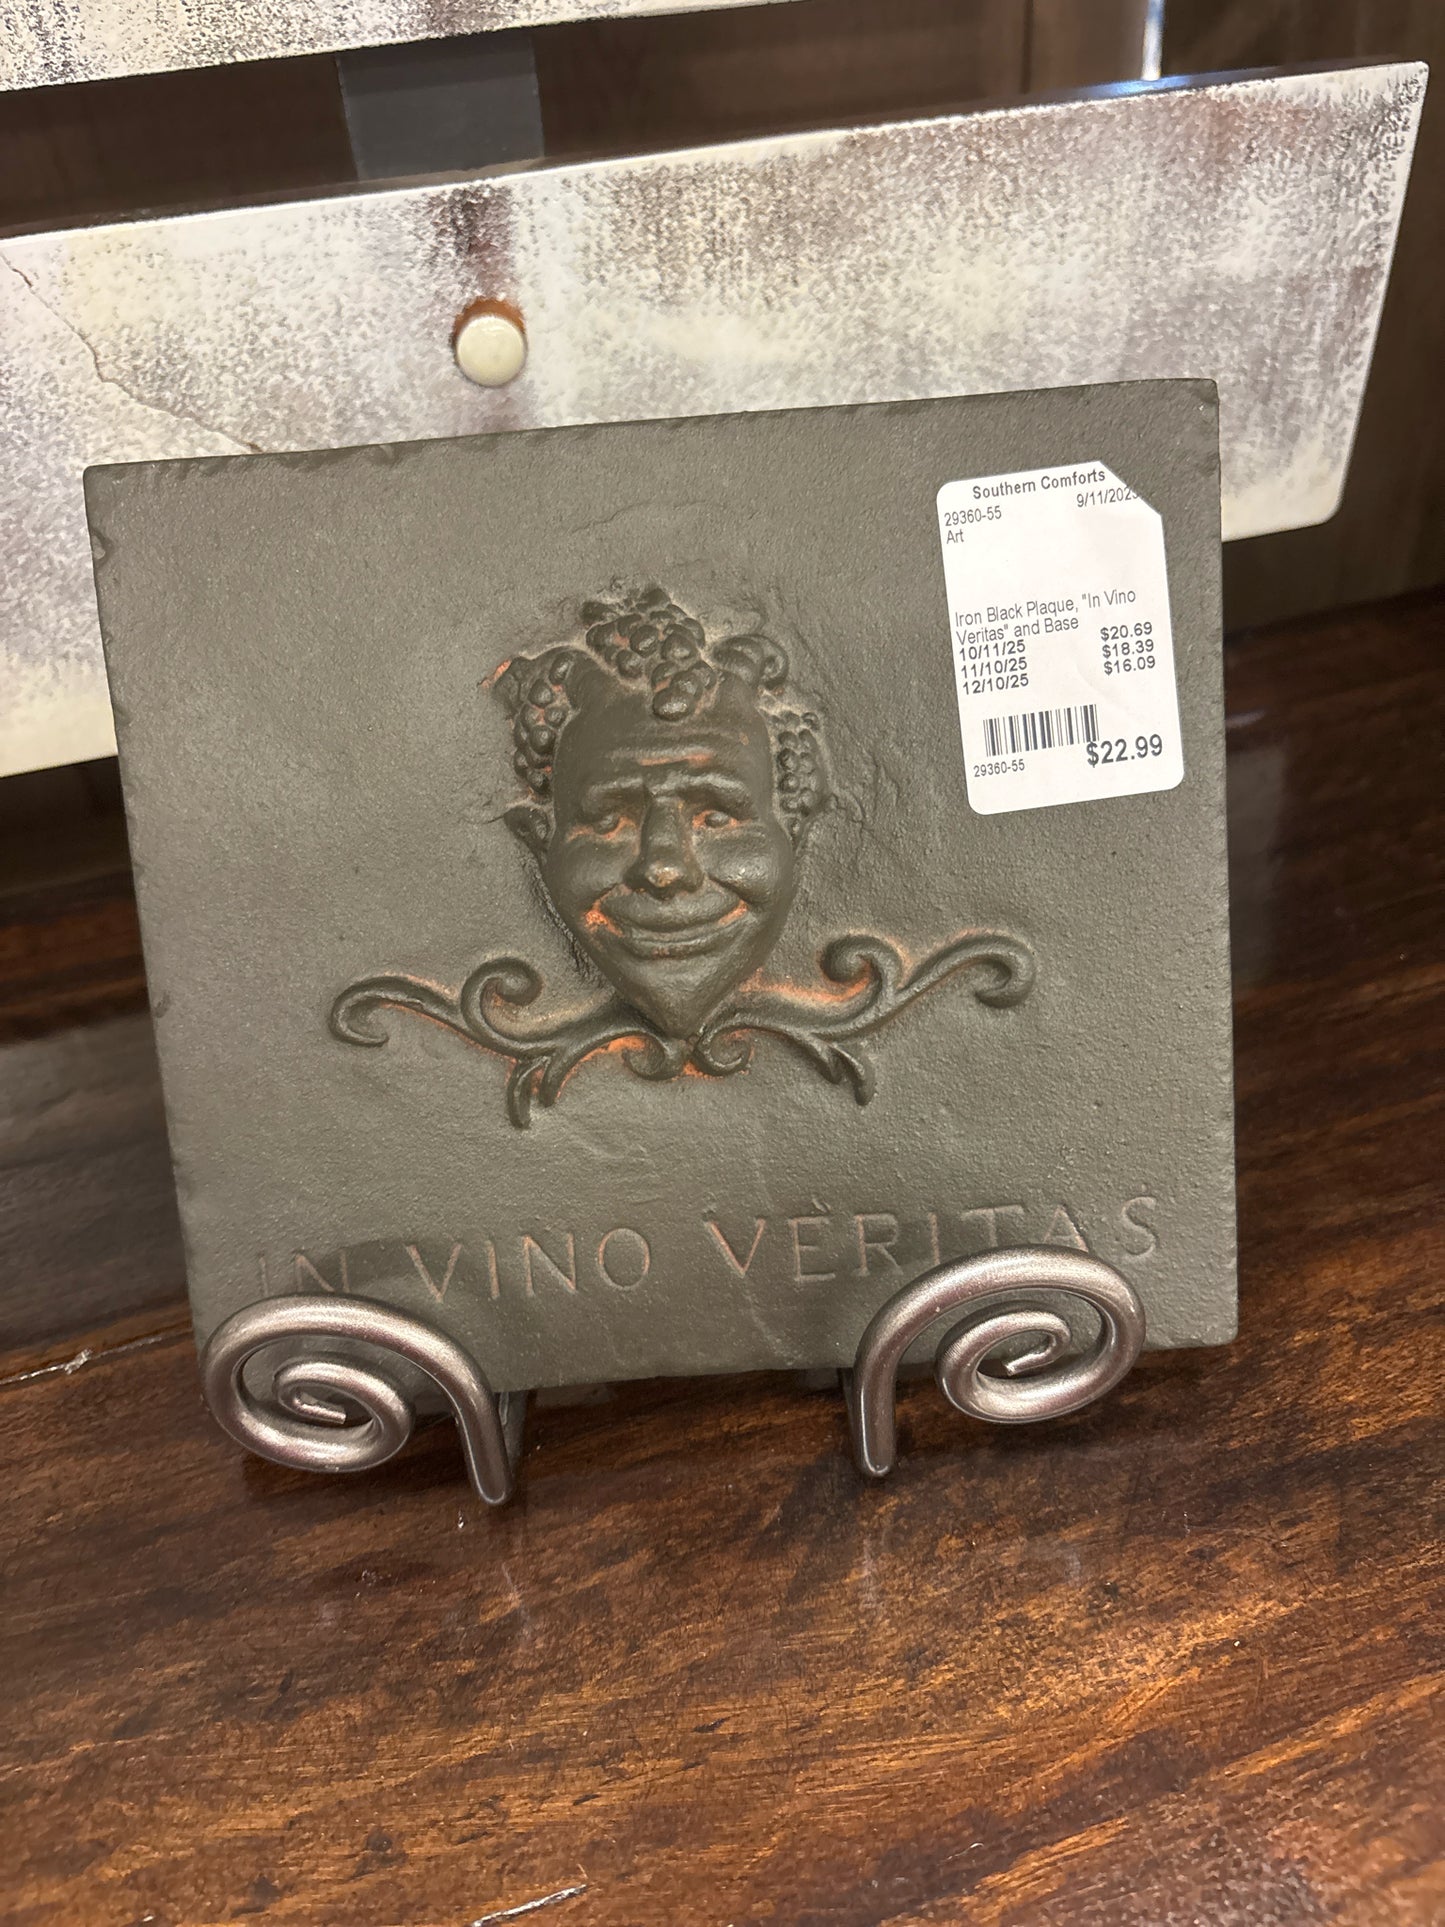 Southern Comforts
29360-55 9/11/2025
Art
Iron Black Plaque, "In Vino
Veritas" and Base
10/11/25 $20.69
11/10/25 $18.39
12/10/25 $16.09
29360-55 $22.99
IN VINO VÈRITAS